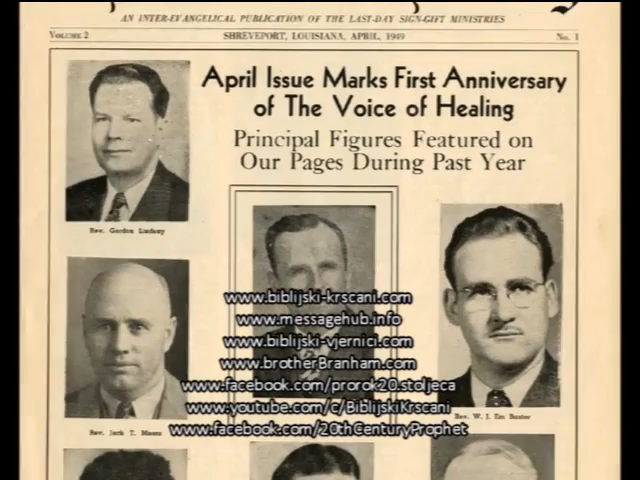 AN INTER-EVANGELICAL PUBLICATION OF THE LAST-DAY SIGN-GIFT MINISTRIES
VOLUME 2
SHREVEPORT, LOUISIANA, APRIL, 1949
No. 1
April Issue Marks First Anniversary
of The Voice of Healing
Principal Figures Featured on
Our Pages During Past Year
Rev. Gordon Lindsay
www.biblijski-krscani.com
www.messagehub.info
www.biblijski-vjernici.com
www.brotherBranham.com
www.facebook.com/prorok20.stoljeca
www.youtube.com/c/BiblijskiKrscani
www.facebook.com/20thCenturyProphet
Rev. Jack T. Moore
Rev. W. J. Ern Baxter